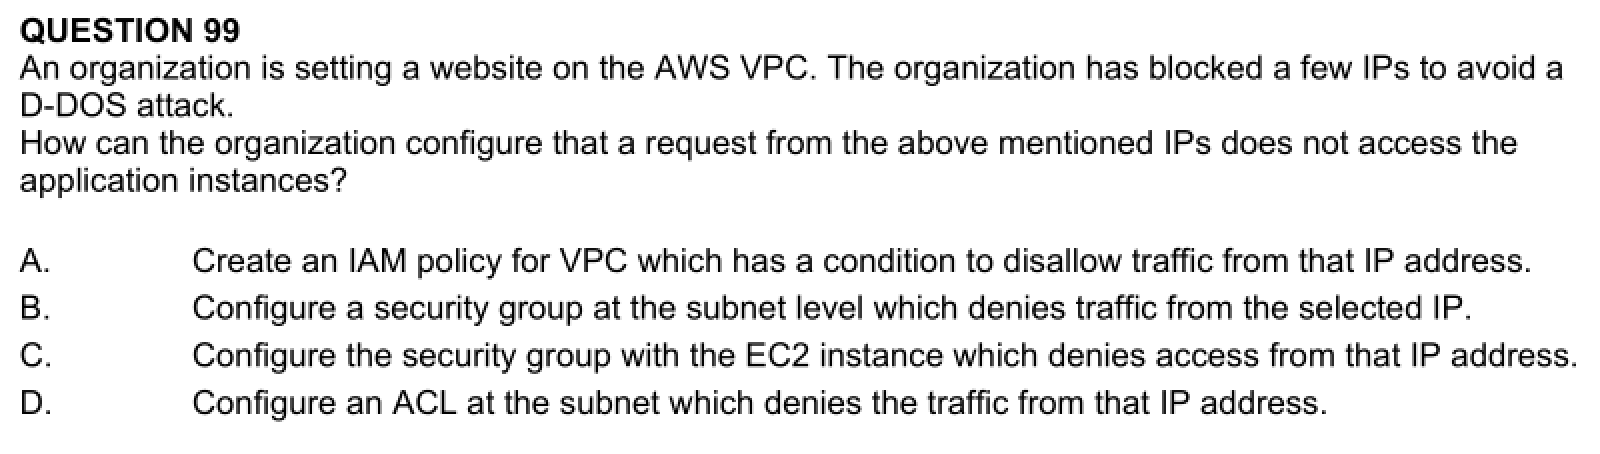 QUESTION 99
An organization is setting a website on the AWS VPC. The organization has blocked a few IPs to avoid a
D-DOS attack.
How can the organization configure that a request from the above mentioned IPs does not access the
application instances?
A. Create an IAM policy for VPC which has a condition to disallow traffic from that IP address.
B. Configure a security group at the subnet level which denies traffic from the selected IP.
C. Configure the security group with the EC2 instance which denies access from that IP address.
D. Configure an ACL at the subnet which denies the traffic from that IP address.